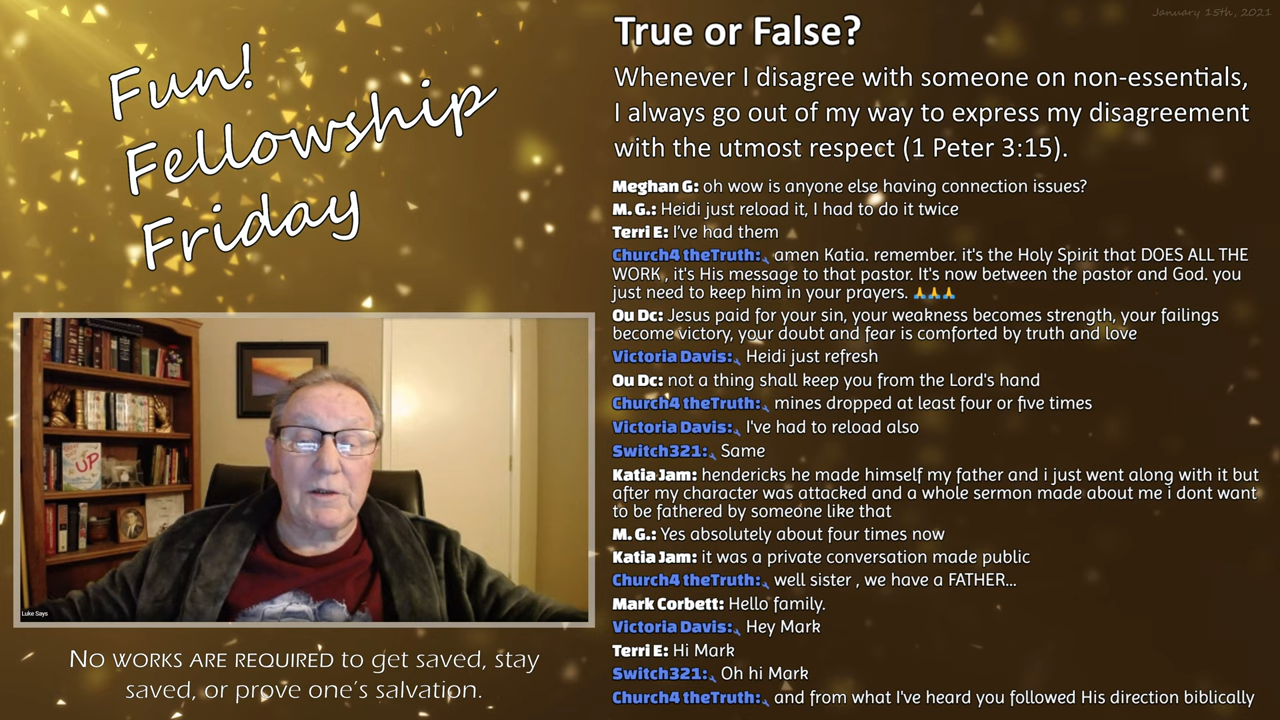 January 15th, 2021
Fun!
Fellowship
Friday
True or False?
Whenever I disagree with someone on non-essentials,
I always go out of my way to express my disagreement
with the utmost respect (1 Peter 3:15).
Meghan G: oh wow is anyone else having connection issues?
M. G.: Heidi just reload it, I had to do it twice
Terri E: I've had them
Church4 theTruth: amen Katia. remember. it's the Holy Spirit that DOES ALL THE
WORK , it's His message to that pastor. It's now between the pastor and God. you
just need to keep him in your prayers. 🙏🙏🙏
Ou Dc: Jesus paid for your sin, your weakness becomes strength, your failings
become victory, your doubt and fear is comforted by truth and love
Victoria Davis: Heidi just refresh
Ou Dc: not a thing shall keep you from the Lord's hand
Church4 theTruth: mines dropped at least four or five times
Victoria Davis: I've had to reload also
Switch321: Same
Katia Jam: hendericks he made himself my father and i just went along with it but
after my character was attacked and a whole sermon made about me i dont want
to be fathered by someone like that
M. G.: Yes absolutely about four times now
Katia Jam: it was a private conversation made public
Church4 theTruth: well sister , we have a FATHER...
Mark Corbett: Hello family.
Victoria Davis: Hey Mark
Terri E: Hi Mark
Switch321: Oh hi Mark
Church4 theTruth: and from what I've heard you followed His direction biblically
UP
Luke Says
NO WORKS ARE REQUIRED to get saved, stay
saved, or prove one's salvation.